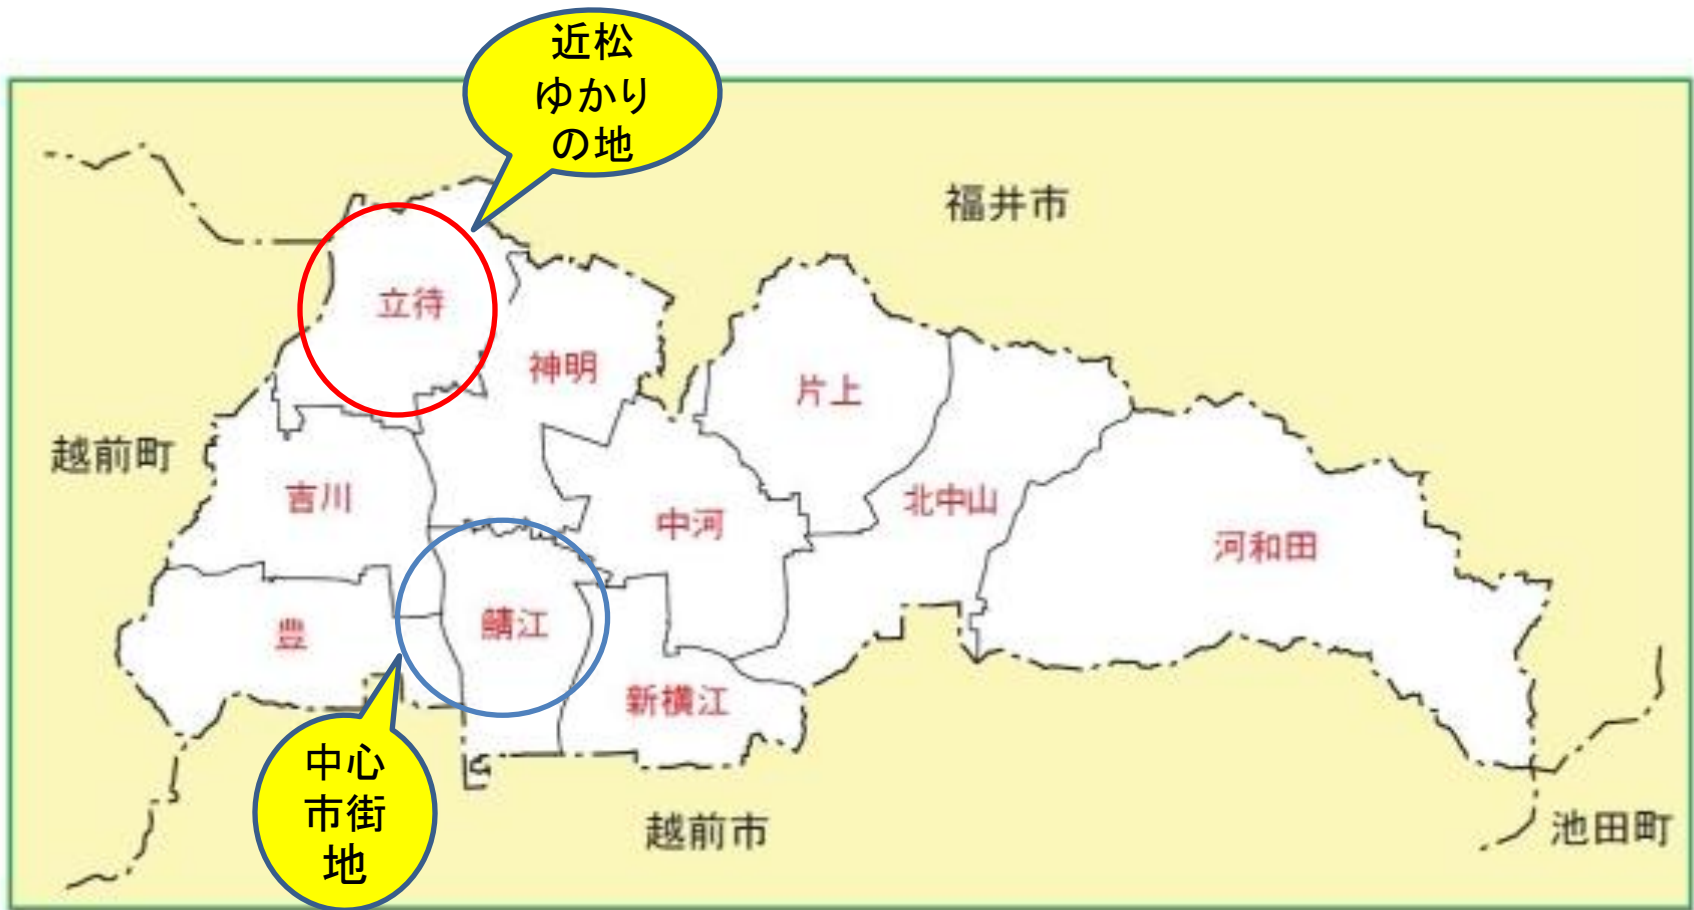 近松
ゆかり
の地
福井市
立待
神明
片上
越前町
吉川
中河
北中山
河和田
豊
鯖江
新横江
中心
市街
地
越前市
池田町